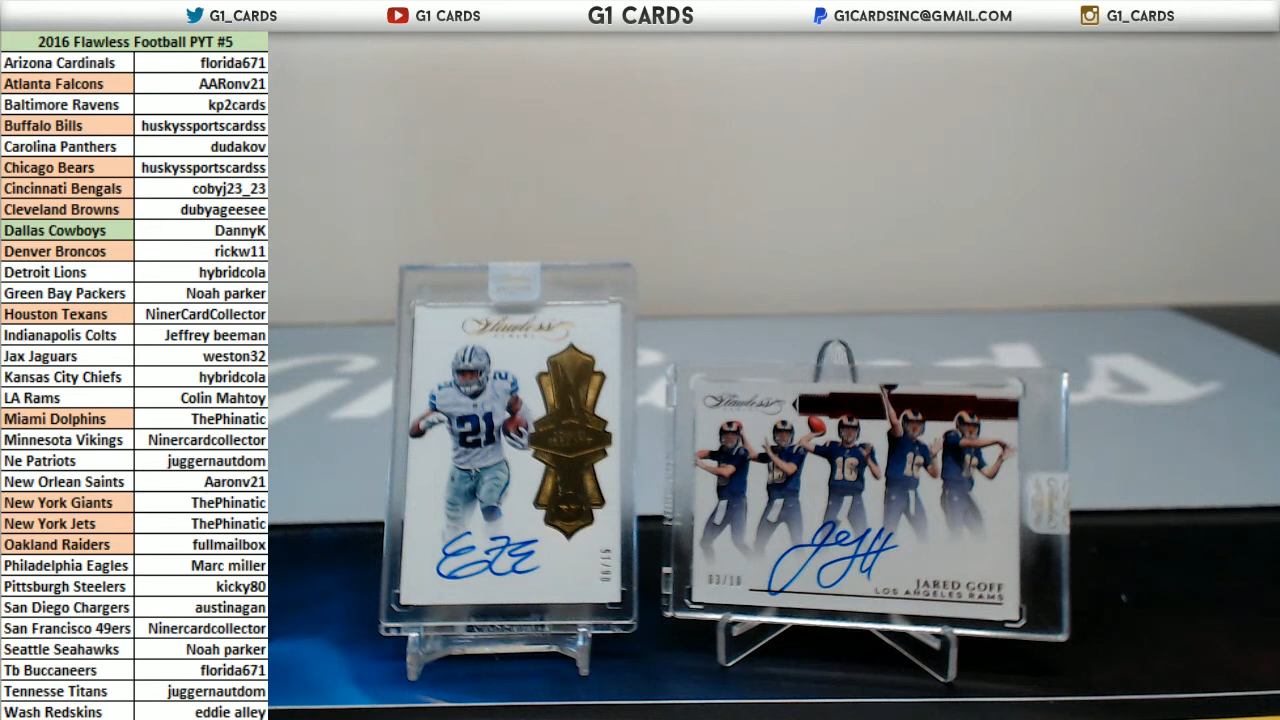 G1_CARDS G1 CARDS G1 CARDS G1CARDSINC@GMAIL.COM G1_CARDS
2016 Flawless Football PYT #5
Arizona Cardinals florida671
Atlanta Falcons AARonv21
Baltimore Ravens kp2cards
Buffalo Bills huskyssportscardss
Carolina Panthers dudakov
Chicago Bears huskyssportscardss
Cincinnati Bengals cobyj23_23
Cleveland Browns dubyageesee
Dallas Cowboys DannyK
Denver Broncos rickw11
Detroit Lions hybridcola
Green Bay Packers Noah parker
Houston Texans NinerCardCollector
Indianapolis Colts Jeffrey beeman
Jax Jaguars weston32
Kansas City Chiefs hybridcola
LA Rams Colin Mahtoy
Miami Dolphins ThePhinatic
Minnesota Vikings Ninercardcollector
Ne Patriots juggernautdom
New Orlean Saints Aaronv21
New York Giants ThePhinatic
New York Jets ThePhinatic
Oakland Raiders fullmailbox
Philadelphia Eagles Marc miller
Pittsburgh Steelers kicky80
San Diego Chargers austinagan
San Francisco 49ers Ninercardcollector
Seattle Seahawks Noah parker
Tb Buccaneers florida671
Tennesse Titans juggernautdom
Wash Redskins eddie alley
Flawless
21
EZE
Flawless
16
03/10
JARED GOFF
LOS ANGELES RAMS